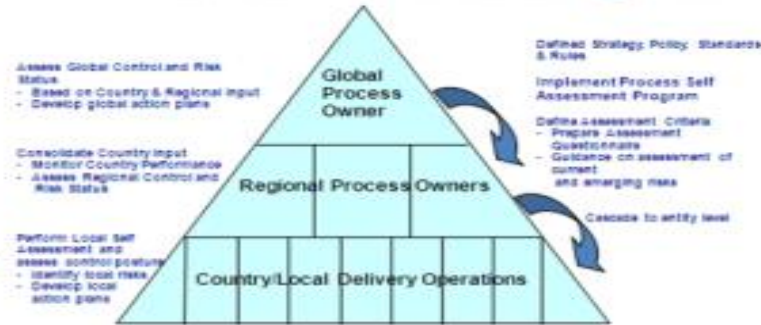 Assess Global Control and Risk
Status
- Based on Country & Regional Input
- Develop global action plans
Consolidate Country Input
- Monitor Country Performance
- Assess Regional Control and
Risk Status
Perform Local Self
Assessment and
assess control posture
- Identify local risks,
- Develop local
action plans
Global
Process
Owner
Regional Process Owners
Country/Local Delivery Operations
Defined Strategy, Policy, Standards
& Rules
Implement Process Self
Assessment Program
Define Assessment Criteria
- Prepare Assessment
Questionnaire
- Guidance on assessment of
current
and emerging risks
Cascade to entity level